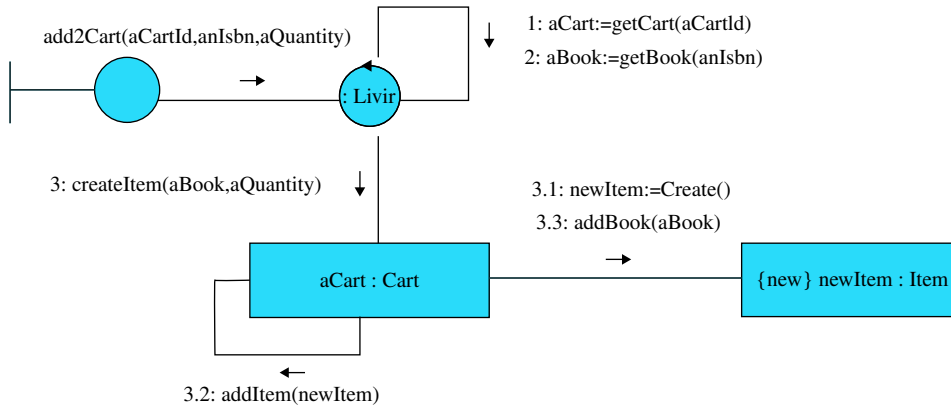 1: aCart:=getCart(aCartId)
add2Cart(aCartId,anIsbn,aQuantity)
2: aBook:=getBook(anIsbn)
: Livir
3: createItem(aBook,aQuantity)
3.1: newItem:=Create()
3.3: addBook(aBook)
aCart : Cart
{new} newItem : Item
3.2: addItem(newItem)